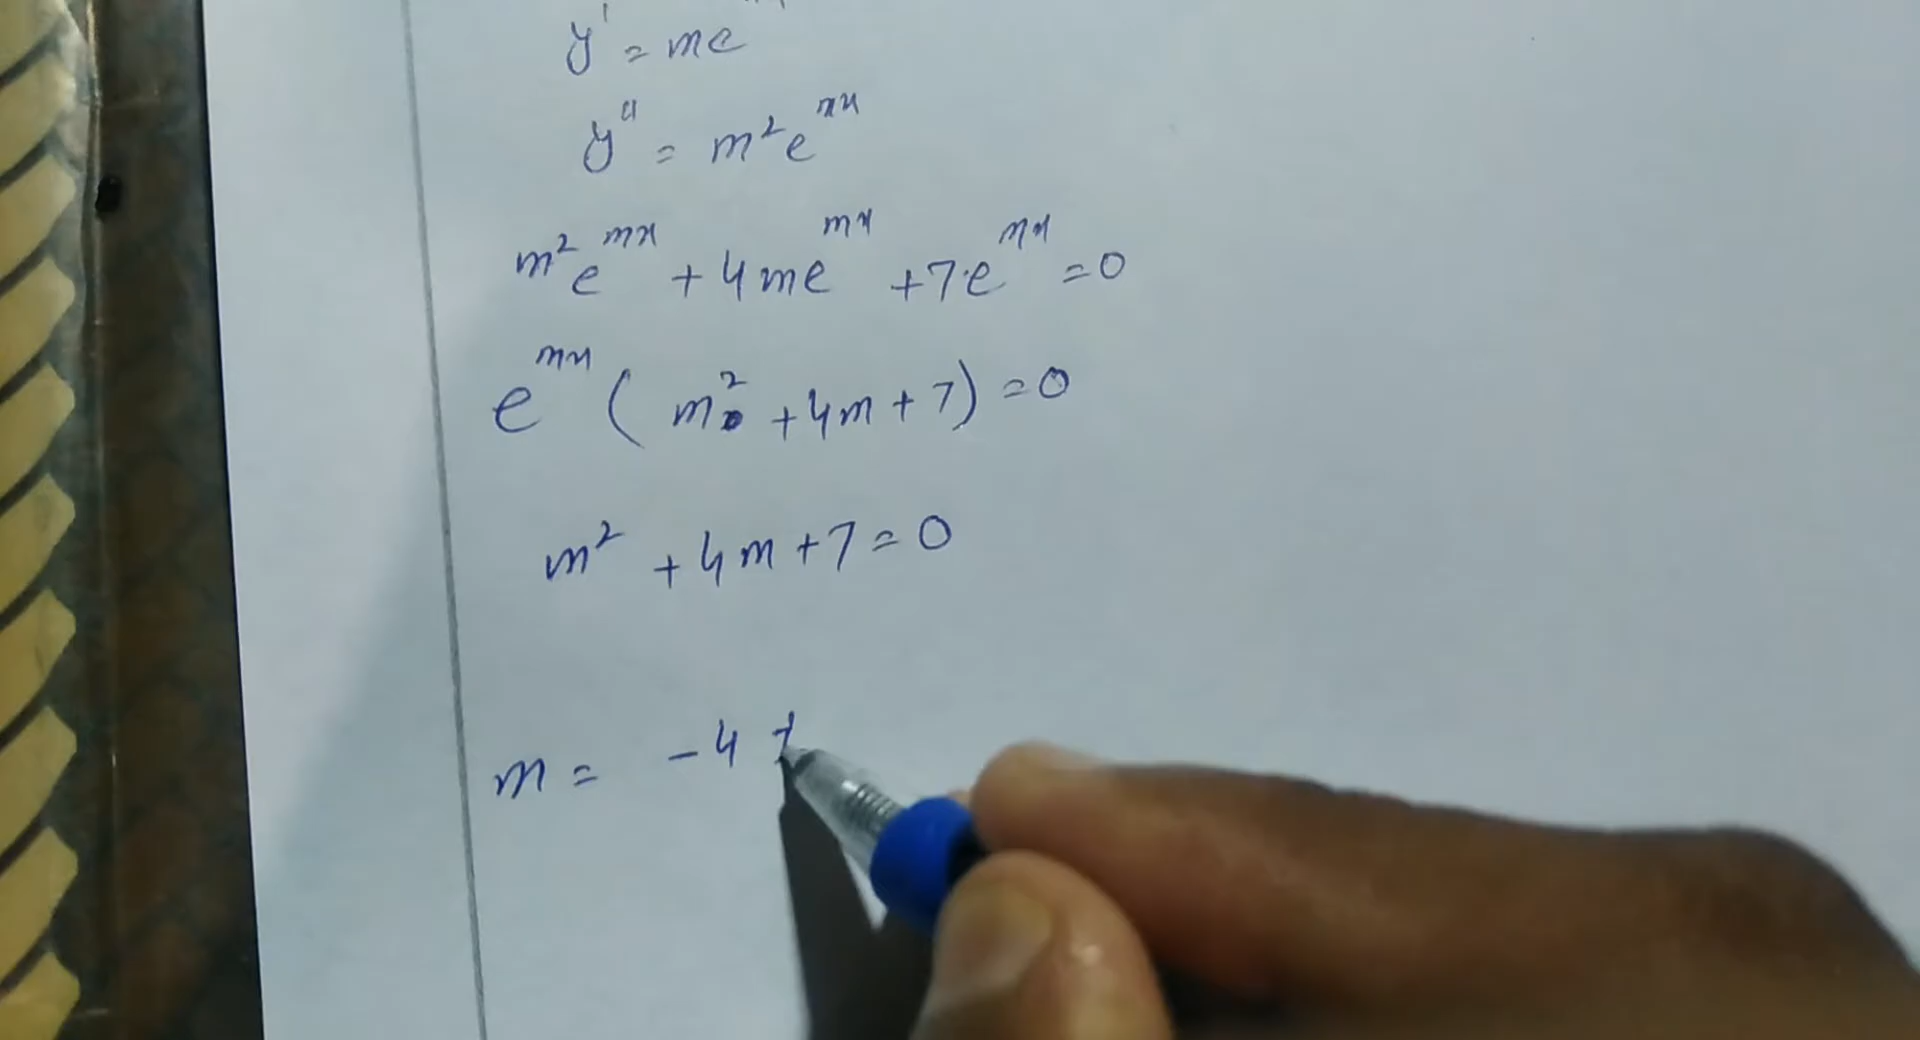 y' = me
y'' = m²e^mx
m²e^mx + 4me^mx + 7e^mx = 0
e^mx ( m² + 4m + 7) = 0
m² + 4m + 7 = 0
m = -4 ±